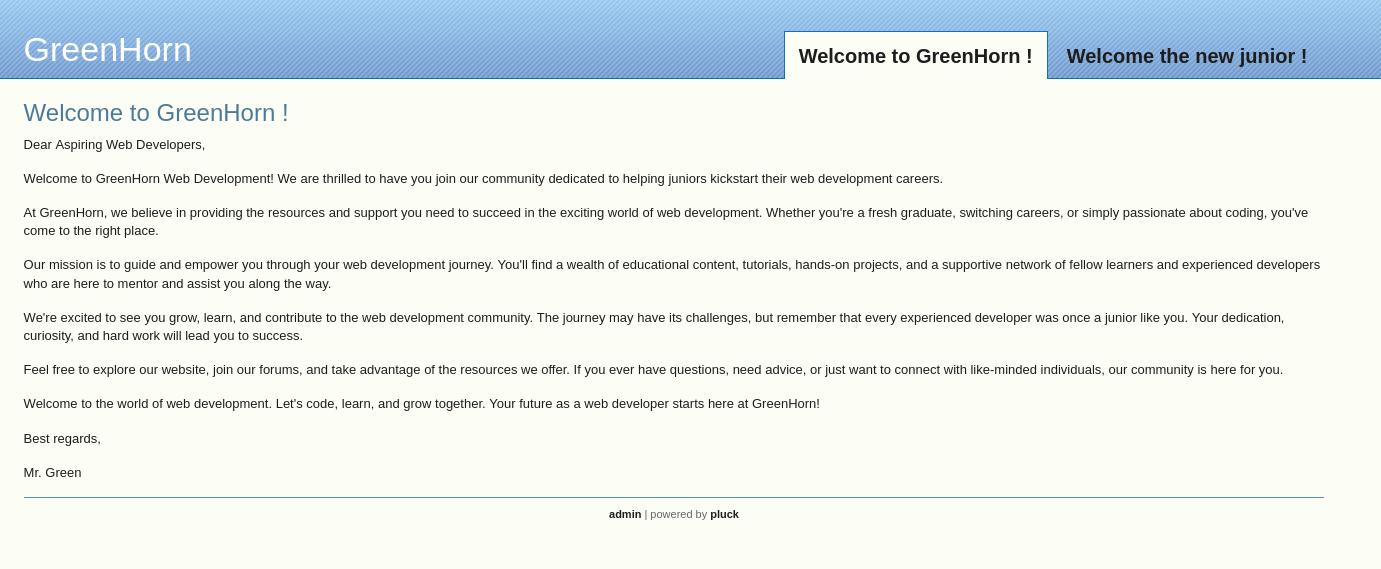 GreenHorn
Welcome to GreenHorn !
Welcome the new junior !
Welcome to GreenHorn !
Dear Aspiring Web Developers,
Welcome to GreenHorn Web Development! We are thrilled to have you join our community dedicated to helping juniors kickstart their web development careers.
At GreenHorn, we believe in providing the resources and support you need to succeed in the exciting world of web development. Whether you're a fresh graduate, switching careers, or simply passionate about coding, you've
come to the right place.
Our mission is to guide and empower you through your web development journey. You'll find a wealth of educational content, tutorials, hands-on projects, and a supportive network of fellow learners and experienced developers
who are here to mentor and assist you along the way.
We're excited to see you grow, learn, and contribute to the web development community. The journey may have its challenges, but remember that every experienced developer was once a junior like you. Your dedication,
curiosity, and hard work will lead you to success.
Feel free to explore our website, join our forums, and take advantage of the resources we offer. If you ever have questions, need advice, or just want to connect with like-minded individuals, our community is here for you.
Welcome to the world of web development. Let's code, learn, and grow together. Your future as a web developer starts here at GreenHorn!
Best regards,
Mr. Green
admin | powered by pluck